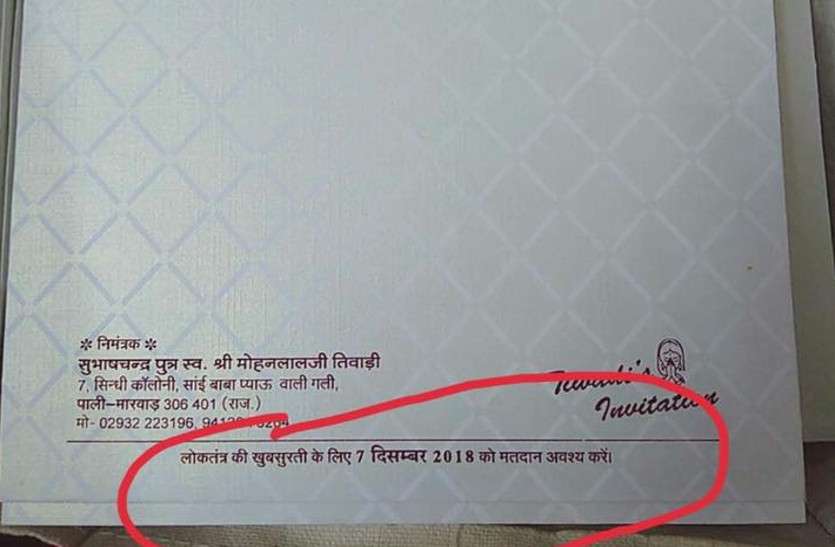 ❉ निमंत्रक ❉
सुभाषचन्द्र पुत्र स्व. श्री मोहनलालजी तिवाड़ी
7, सिन्धी कॉलोनी, सांई बाबा प्याऊ वाली गली,
पाली–मारवाड़ 306 401 (राज.)
मो- 02932 223196,
Tiwadi's
Invitation
लोकतंत्र की खुबसुरती के लिए 7 दिसम्बर 2018 को मतदान अवश्य करें।